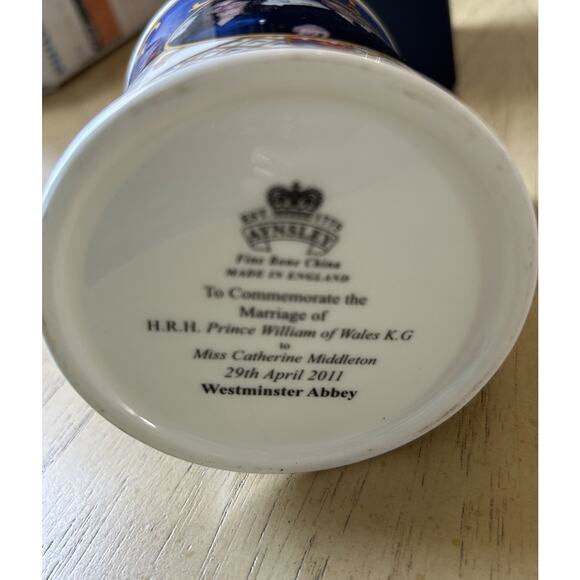 EST 1775
AYNSLEY
Fine Bone China
MADE IN ENGLAND
To Commemorate the
Marriage of
H.R.H. Prince William of Wales K.G
to
Miss Catherine Middleton
29th April 2011
Westminster Abbey